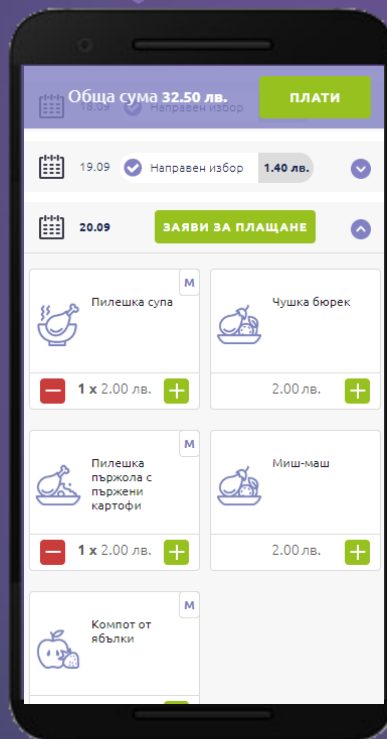 Обща сума 32.50 лв.
ПЛАТИ
18.09 Направен избор
19.09 Направен избор 1.40 лв.
20.09 ЗАЯВИ ЗА ПЛАЩАНЕ
М
Пилешка супа
1 x 2.00 лв.
Чушка бюрек
2.00 лв.
М
Пилешка
пържола с
пържени
картофи
1 x 2.00 лв.
Миш-маш
2.00 лв.
М
Компот от
ябълки